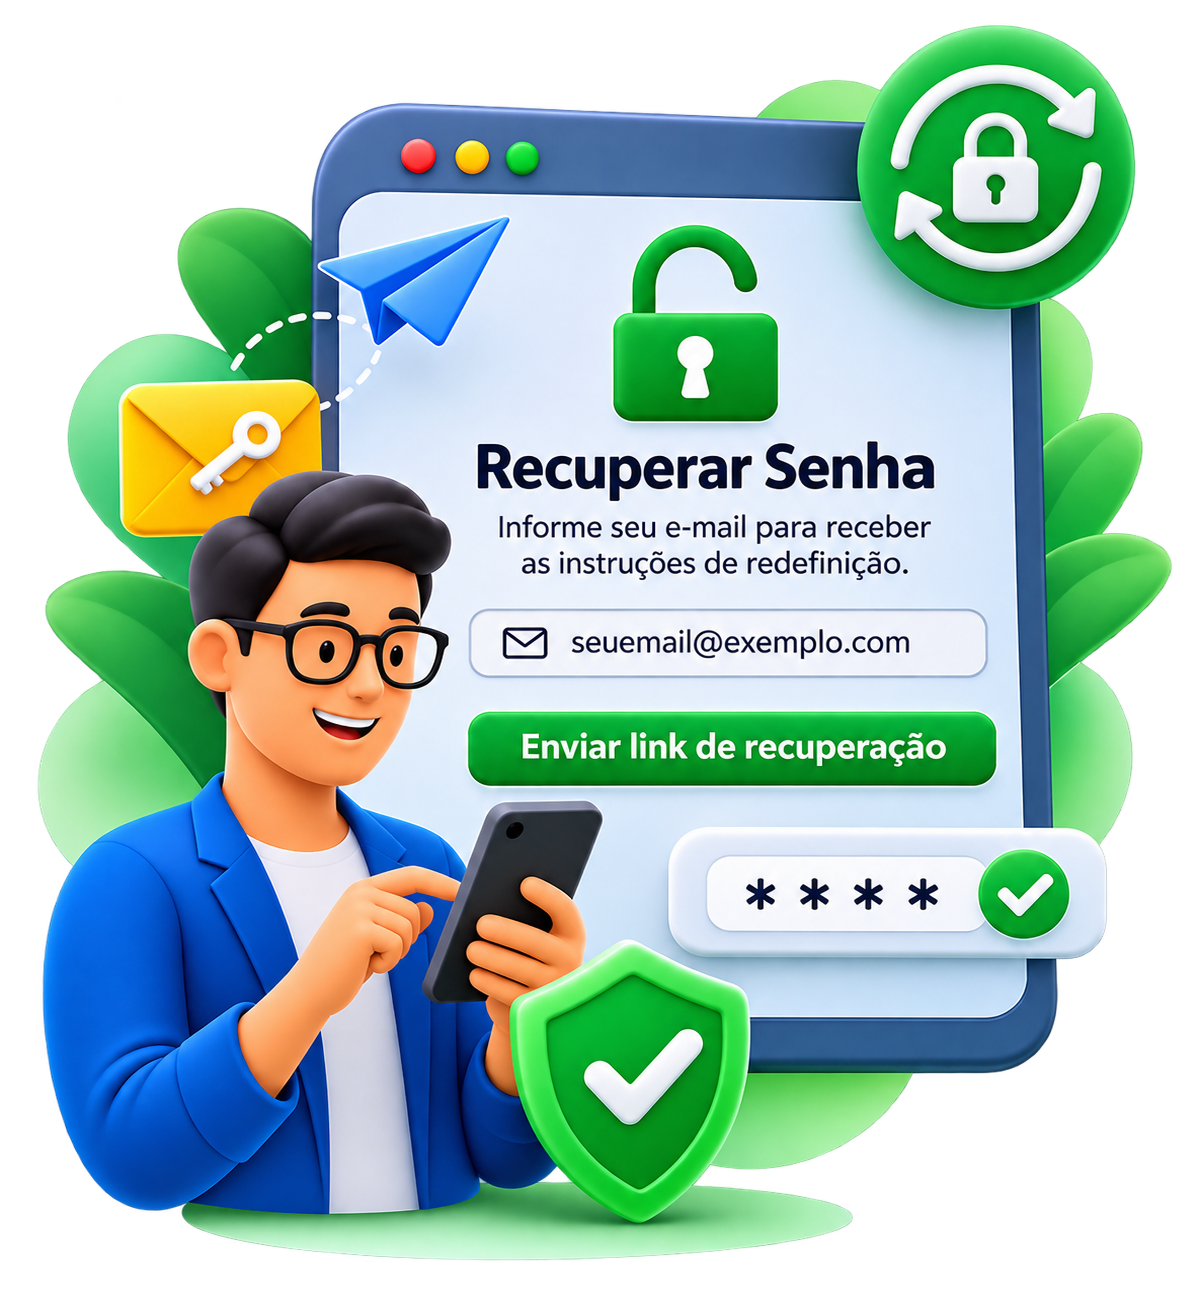 Recuperar Senha
Informe seu e-mail para receber
as instruções de redefinição.
seuemail@exemplo.com
Enviar link de recuperação
* * * *